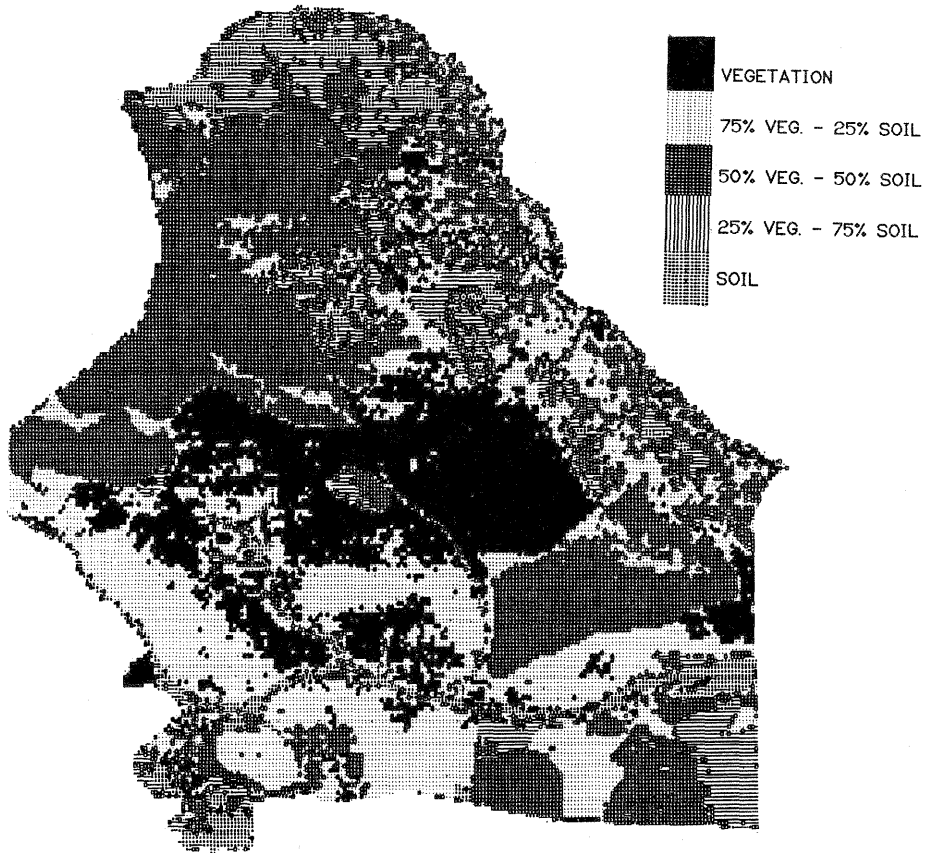 VEGETATION
75% VEG. - 25% SOIL
50% VEG. - 50% SOIL
25% VEG. - 75% SOIL
SOIL